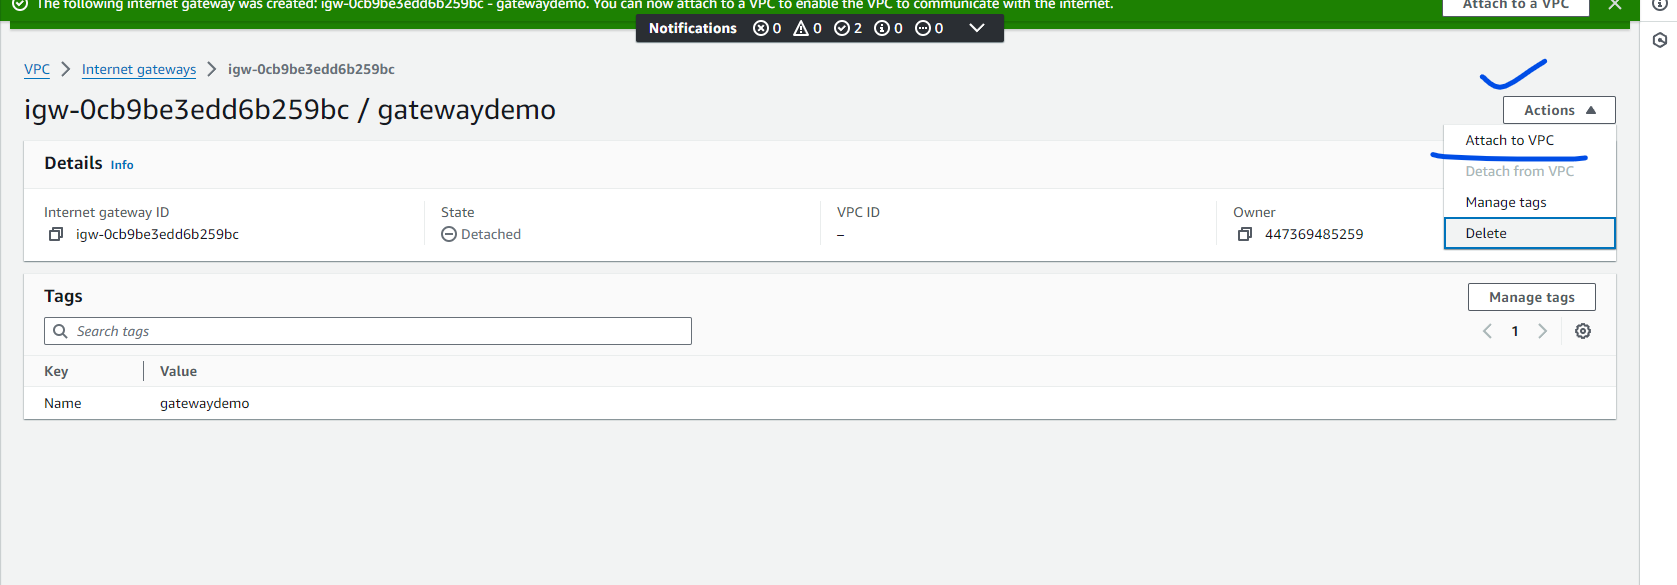 The following internet gateway was created: igw-0cb9be3edd6b259bc - gatewaydemo. You can now attach to a VPC to enable the VPC to communicate with the internet.
Attach to a VPC
Notifications 0 0 2 0 0
VPC Internet gateways igw-0cb9be3edd6b259bc
igw-0cb9be3edd6b259bc / gatewaydemo
Actions
Attach to VPC
Detach from VPC
Manage tags
Delete
Details Info
Internet gateway ID
igw-0cb9be3edd6b259bc
State
Detached
VPC ID
–
Owner
447369485259
Tags
Manage tags
Search tags
1
Key Value
Name gatewaydemo